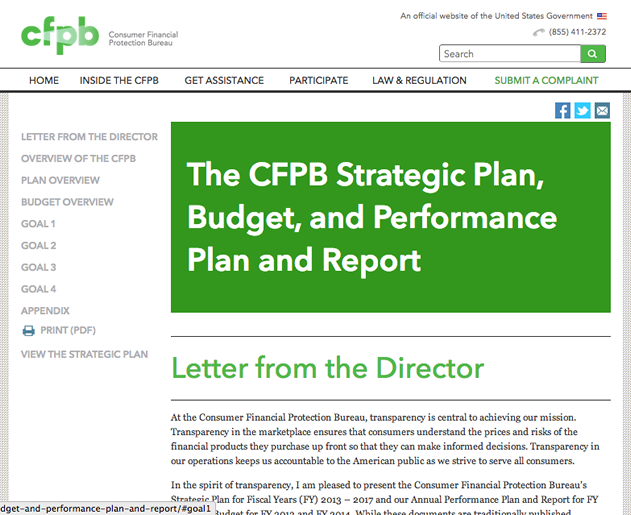 An official website of the United States Government
cfpb Consumer Financial
Protection Bureau
(855) 411-2372
Search
HOME INSIDE THE CFPB GET ASSISTANCE PARTICIPATE LAW & REGULATION SUBMIT A COMPLAINT
LETTER FROM THE DIRECTOR
OVERVIEW OF THE CFPB
PLAN OVERVIEW
BUDGET OVERVIEW
GOAL 1
GOAL 2
GOAL 3
GOAL 4
APPENDIX
PRINT (PDF)
VIEW THE STRATEGIC PLAN
The CFPB Strategic Plan,
Budget, and Performance
Plan and Report
Letter from the Director
At the Consumer Financial Protection Bureau, transparency is central to achieving our mission.
Transparency in the marketplace ensures that consumers understand the prices and risks of the
financial products they purchase up front so that they can make informed decisions. Transparency in
our operations keeps us accountable to the American public as we strive to serve all consumers.
In the spirit of transparency, I am pleased to present the Consumer Financial Protection Bureau's
Strategic Plan for Fiscal Years (FY) 2013 – 2017 and our Annual Performance Plan and Report for FY
Budget for FY 2013 and FY 2014. While these documents are traditionally published
dget-and-performance-plan-and-report/#goal1